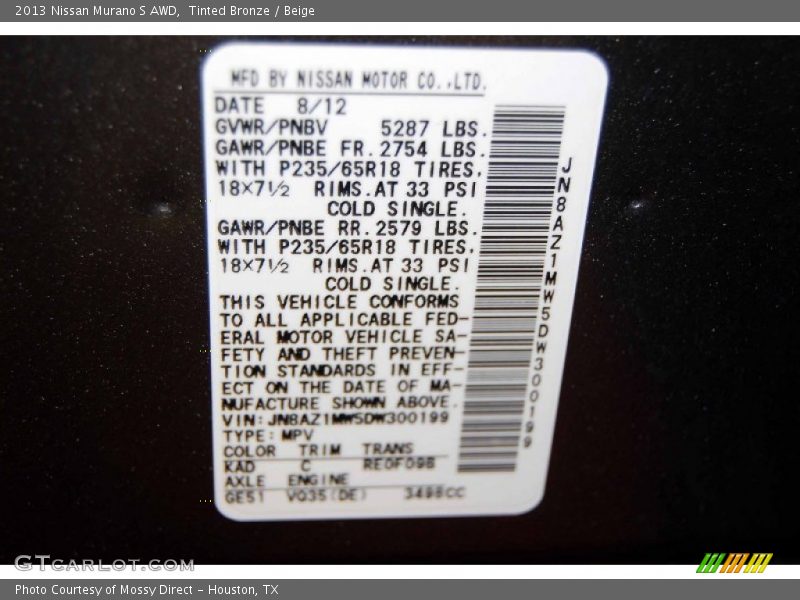 2013 Nissan Murano S AWD, Tinted Bronze / Beige
MFD BY NISSAN MOTOR CO.,LTD.
DATE 8/12
GVWR/PNBV 5287 LBS.
GAWR/PNBE FR.2754 LBS.
WITH P235/65R18 TIRES,
18×7½ RIMS.AT 33 PSI
COLD SINGLE.
GAWR/PNBE RR.2579 LBS.
WITH P235/65R18 TIRES.
18×7½ RIMS.AT 33 PSI
COLD SINGLE.
THIS VEHICLE CONFORMS
TO ALL APPLICABLE FED-
ERAL MOTOR VEHICLE SA-
FETY AND THEFT PREVEN-
TION STANDARDS IN EFF-
ECT ON THE DATE OF MA-
NUFACTURE SHOWN ABOVE.
VIN:JN8AZ1MW5DW300199
TYPE:MPV
COLOR TRIM TRANS
KAD C RE0F09B
AXLE ENGINE
GE51 VQ35(DE) 3498CC
JN8AZ1MW5DW300199
GTCARLOT.COM
Photo Courtesy of Mossy Direct - Houston, TX